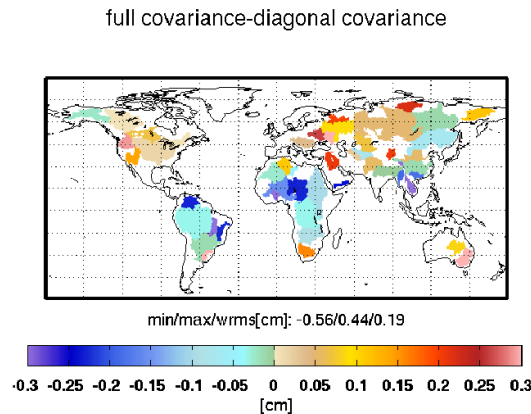 full covariance-diagonal covariance
min/max/wrms[cm]: -0.56/0.44/0.19
-0.3 -0.25 -0.2 -0.15 -0.1 -0.05 0 0.05 0.1 0.15 0.2 0.25 0.3
[cm]